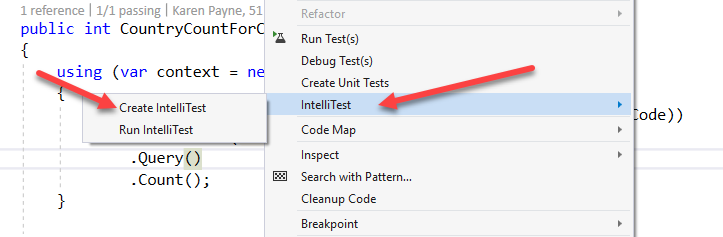 1 reference | 1/1 passing | Karen Payne, 51
Refactor
public int CountryCountForC
Run Test(s)
{
Debug Test(s)
using (var context = ne
Create Unit Tests
{
Create IntelliTest
IntelliTest
Code))
Run IntelliTest
Code Map
.Query()
Inspect
.Count();
Search with Pattern...
}
Cleanup Code
Breakpoint